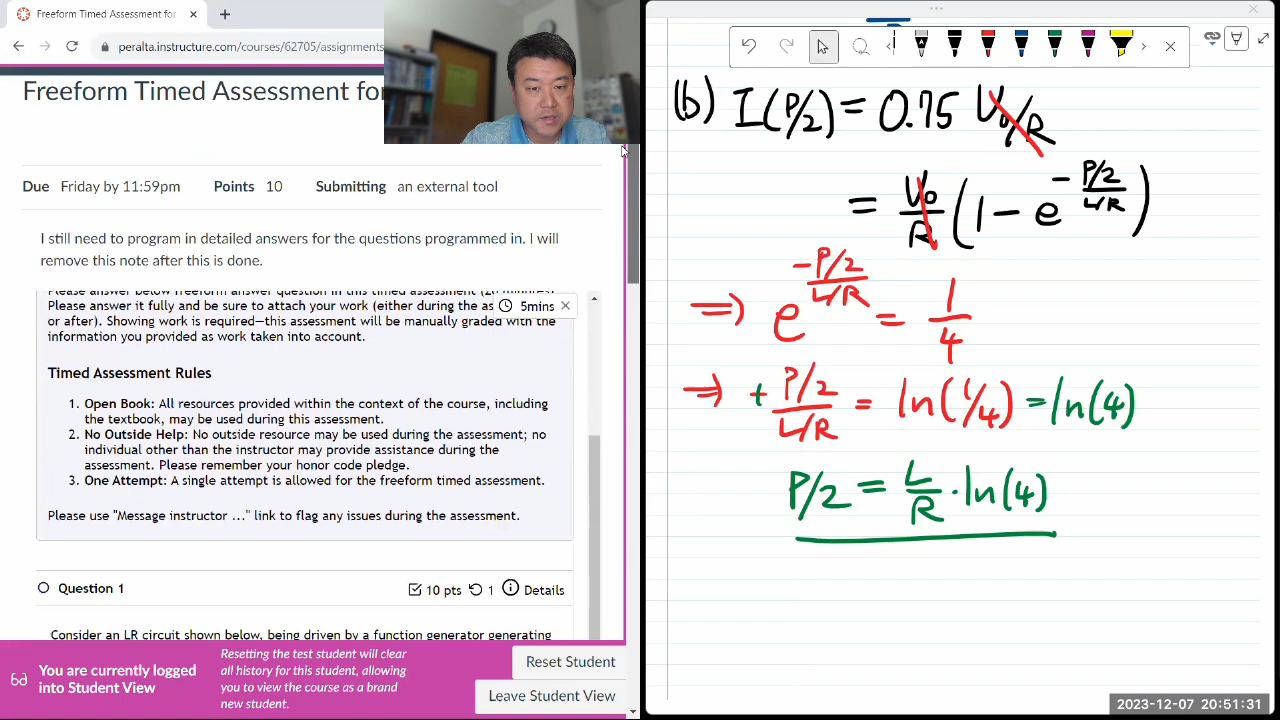 Freeform Timed Assessment for
peralta.instructure.com/courses/62705/assignments
Freeform Timed Assessment for
Due Friday by 11:59pm Points 10 Submitting an external tool
I still need to program in detailed answers for the questions programmed in. I will
remove this note after this is done.
Please answer it fully and be sure to attach your work (either during the as
or after). Showing work is required—this assessment will be manually graded with the
information you provided as work taken into account.
5mins
Timed Assessment Rules
1. Open Book: All resources provided within the context of the course, including
the textbook, may be used during this assessment.
2. No Outside Help: No outside resource may be used during the assessment; no
individual other than the instructor may provide assistance during the
assessment. Please remember your honor code pledge.
3. One Attempt: A single attempt is allowed for the freeform timed assessment.
Please use "Message instructor ..." link to flag any issues during the assessment.
Question 1 10 pts 1 Details
Consider an LR circuit shown below, being driven by a function generator generating
You are currently logged
into Student View
Resetting the test student will clear
all history for this student, allowing
you to view the course as a brand
new student.
Reset Student
Leave Student View
(b) I(P/2) = 0.75 V₀/R
= V₀/R (1 - e^(-(P/2)/(L/R)))
⇒ e^(-(P/2)/(L/R)) = 1/4
⇒ + (P/2)/(L/R) = ln(1/4) = ln(4)
P/2 = L/R · ln(4)
2023-12-07 20:51:31